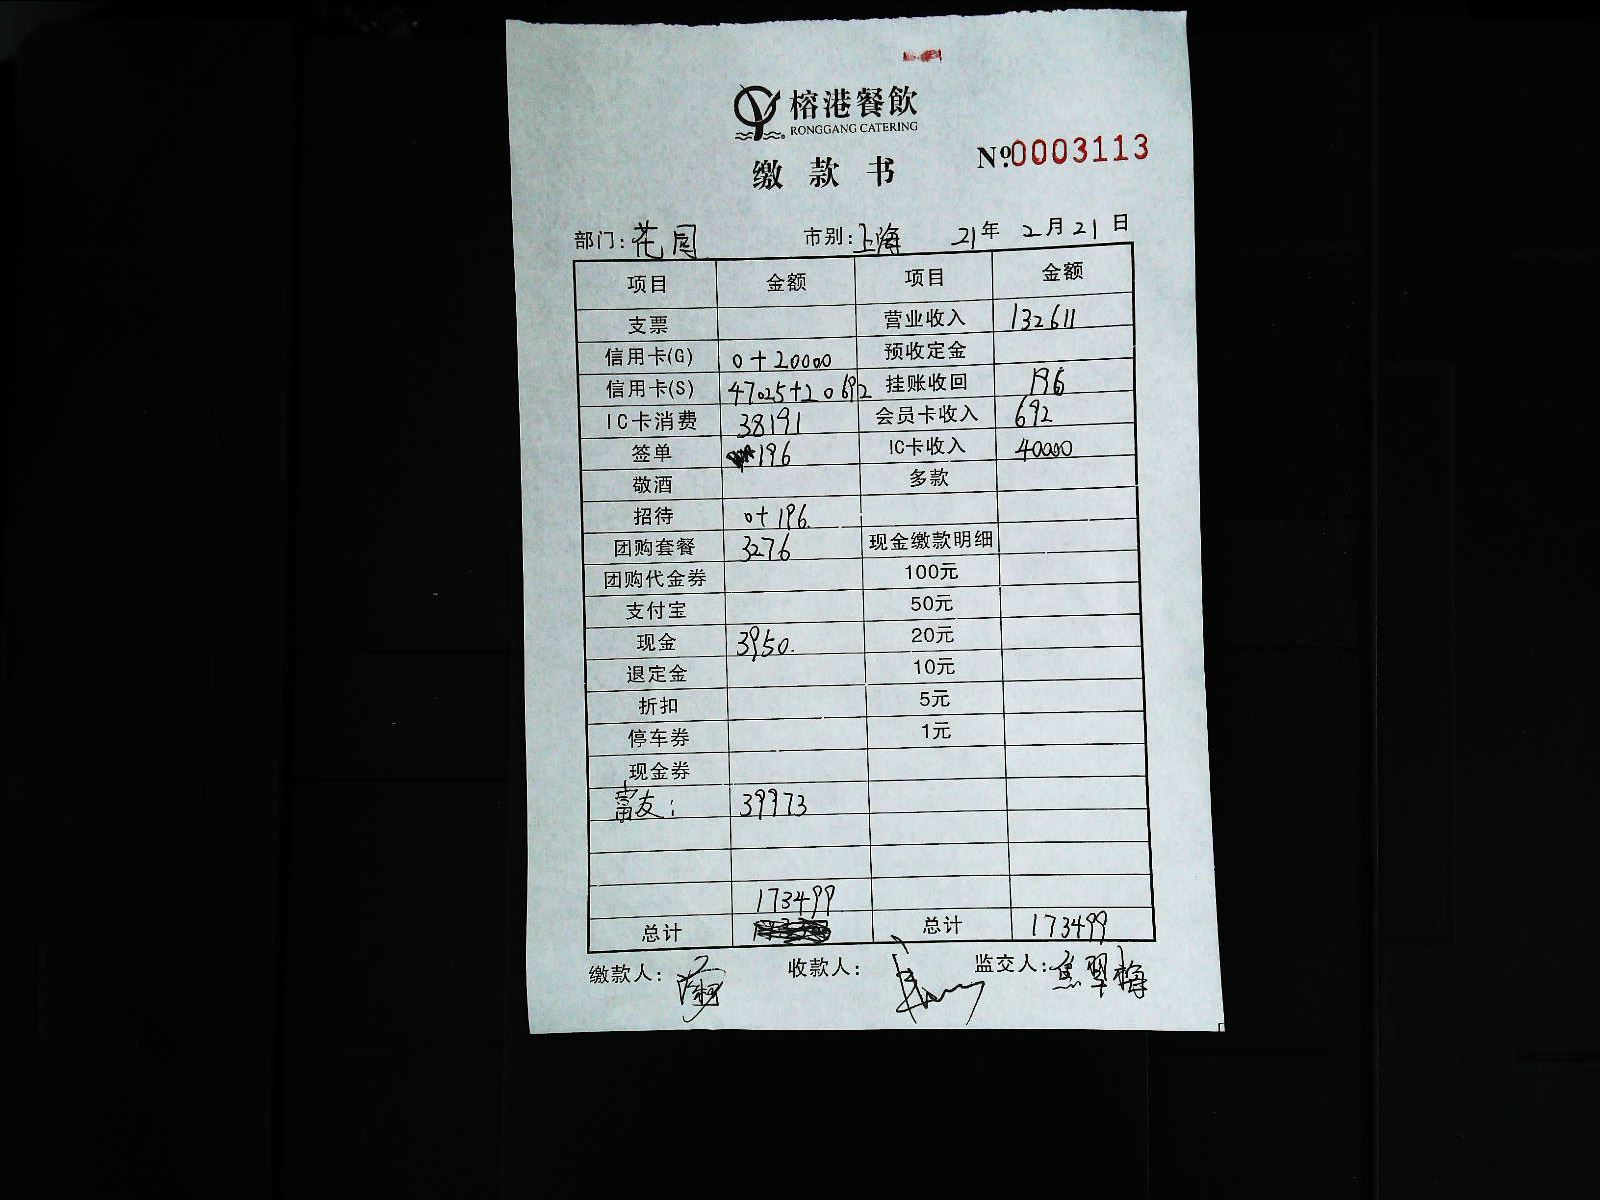 榕港餐飲
RONGGANG CATERING
缴款书
Nº0003113
部门:花园 市别:上海 21年 2月21日
项目 金额 项目 金额
支票 营业收入 132611
信用卡(G) 0+20000 预收定金
信用卡(S) 47025+20692 挂账收回 196
IC卡消费 38191 会员卡收入 692
签单 196 IC卡收入 40000
敬酒 多款
招待 0+196.
团购套餐 3276 现金缴款明细
团购代金券 100元
支付宝 50元
现金 3950. 20元
退定金 10元
折扣 5元
停车券 1元
现金券
富友: 39973
173499
总计 总计 173499
缴款人: 收款人: 监交人:焦翠梅